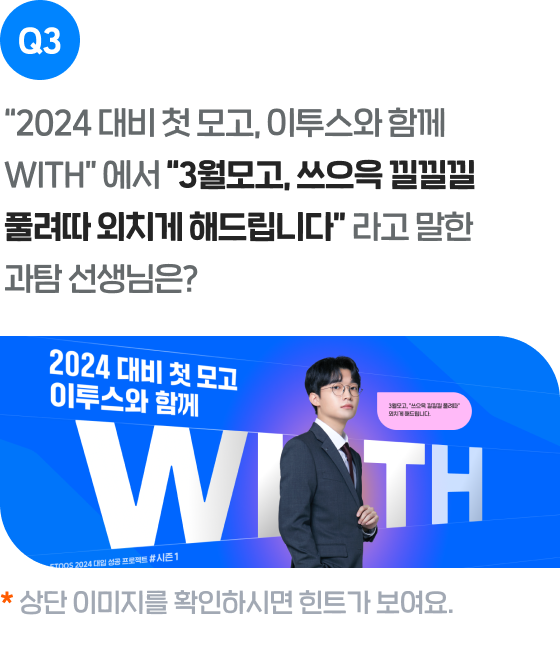 Q3
“2024 대비 첫 모고, 이투스와 함께
WITH” 에서 “3월모고, 쓰으윽 낄낄낄
풀려따 외치게 해드립니다” 라고 말한
과탐 선생님은?
2024 대비 첫 모고
이투스와 함께
3월모고, "쓰으윽 낄낄낄 풀려따"
외치게 해드립니다.
WITH
ETOOS 2024 대입 성공 프로젝트 #시즌1
* 상단 이미지를 확인하시면 힌트가 보여요.